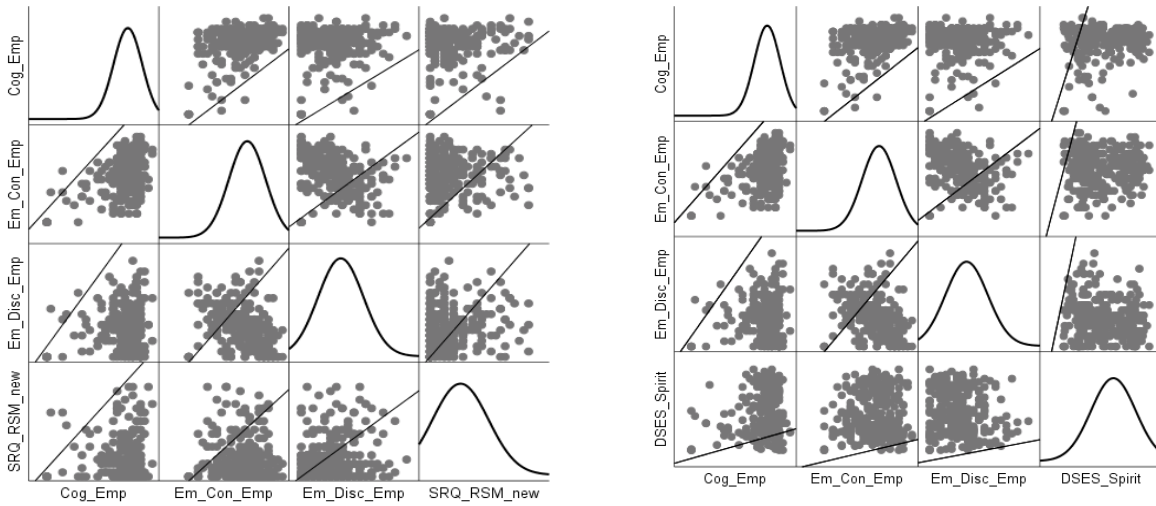 Cog_Emp
Em_Con_Emp
Em_Disc_Emp
SRQ_RSM_new
Cog_Emp
Em_Con_Emp
Em_Disc_Emp
SRQ_RSM_new
Cog_Emp
Em_Con_Emp
Em_Disc_Emp
DSES_Spirit
Cog_Emp
Em_Con_Emp
Em_Disc_Emp
DSES_Spirit